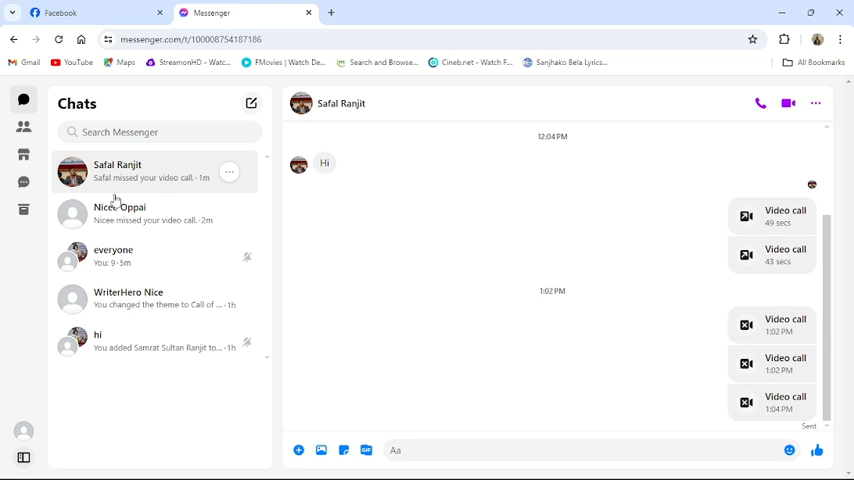 Facebook
Messenger
messenger.com/t/100008754187186
Gmail
YouTube
Maps
StreamonHD - Watc...
FMovies | Watch De...
Search and Browse...
Cineb.net - Watch F...
Sanjhako Bela Lyrics...
All Bookmarks
Chats
Search Messenger
Safal Ranjit
Safal missed your video call. · 1m
Nicee Oppai
Nicee missed your video call. · 2m
everyone
You: 9 · 5m
WriterHero Nice
You changed the theme to Call of ... · 1h
hi
You added Samrat Sultan Ranjit to... · 1h
Safal Ranjit
12:04 PM
Hi
Video call
49 secs
Video call
43 secs
1:02 PM
Video call
1:02 PM
Video call
1:02 PM
Video call
1:04 PM
Sent
GIF
Aa